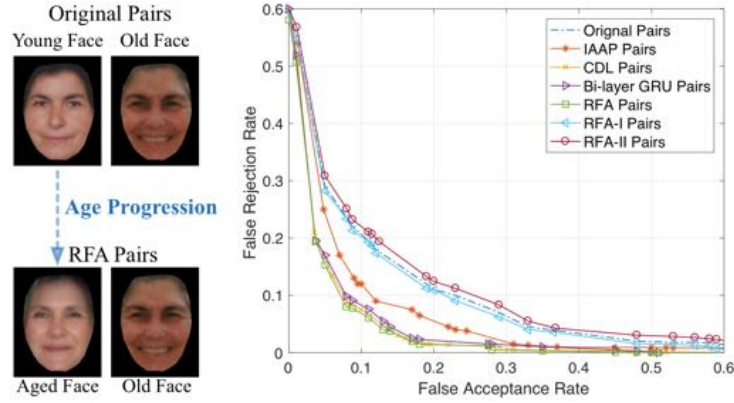 Original Pairs
Young Face Old Face
Age Progression
RFA Pairs
Aged Face Old Face
0.6
0.5
0.4
0.3
0.2
0.1
0
False Rejection Rate
0 0.1 0.2 0.3 0.4 0.5 0.6
False Acceptance Rate
Orignal Pairs
IAAP Pairs
CDL Pairs
Bi-layer GRU Pairs
RFA Pairs
RFA-I Pairs
RFA-II Pairs